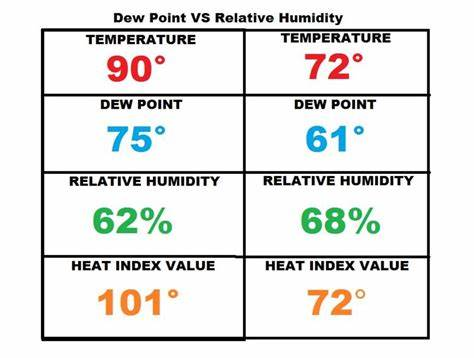 Dew Point VS Relative Humidity
TEMPERATURE
90°
TEMPERATURE
72°
DEW POINT
75°
DEW POINT
61°
RELATIVE HUMIDITY
62%
RELATIVE HUMIDITY
68%
HEAT INDEX VALUE
101°
HEAT INDEX VALUE
72°